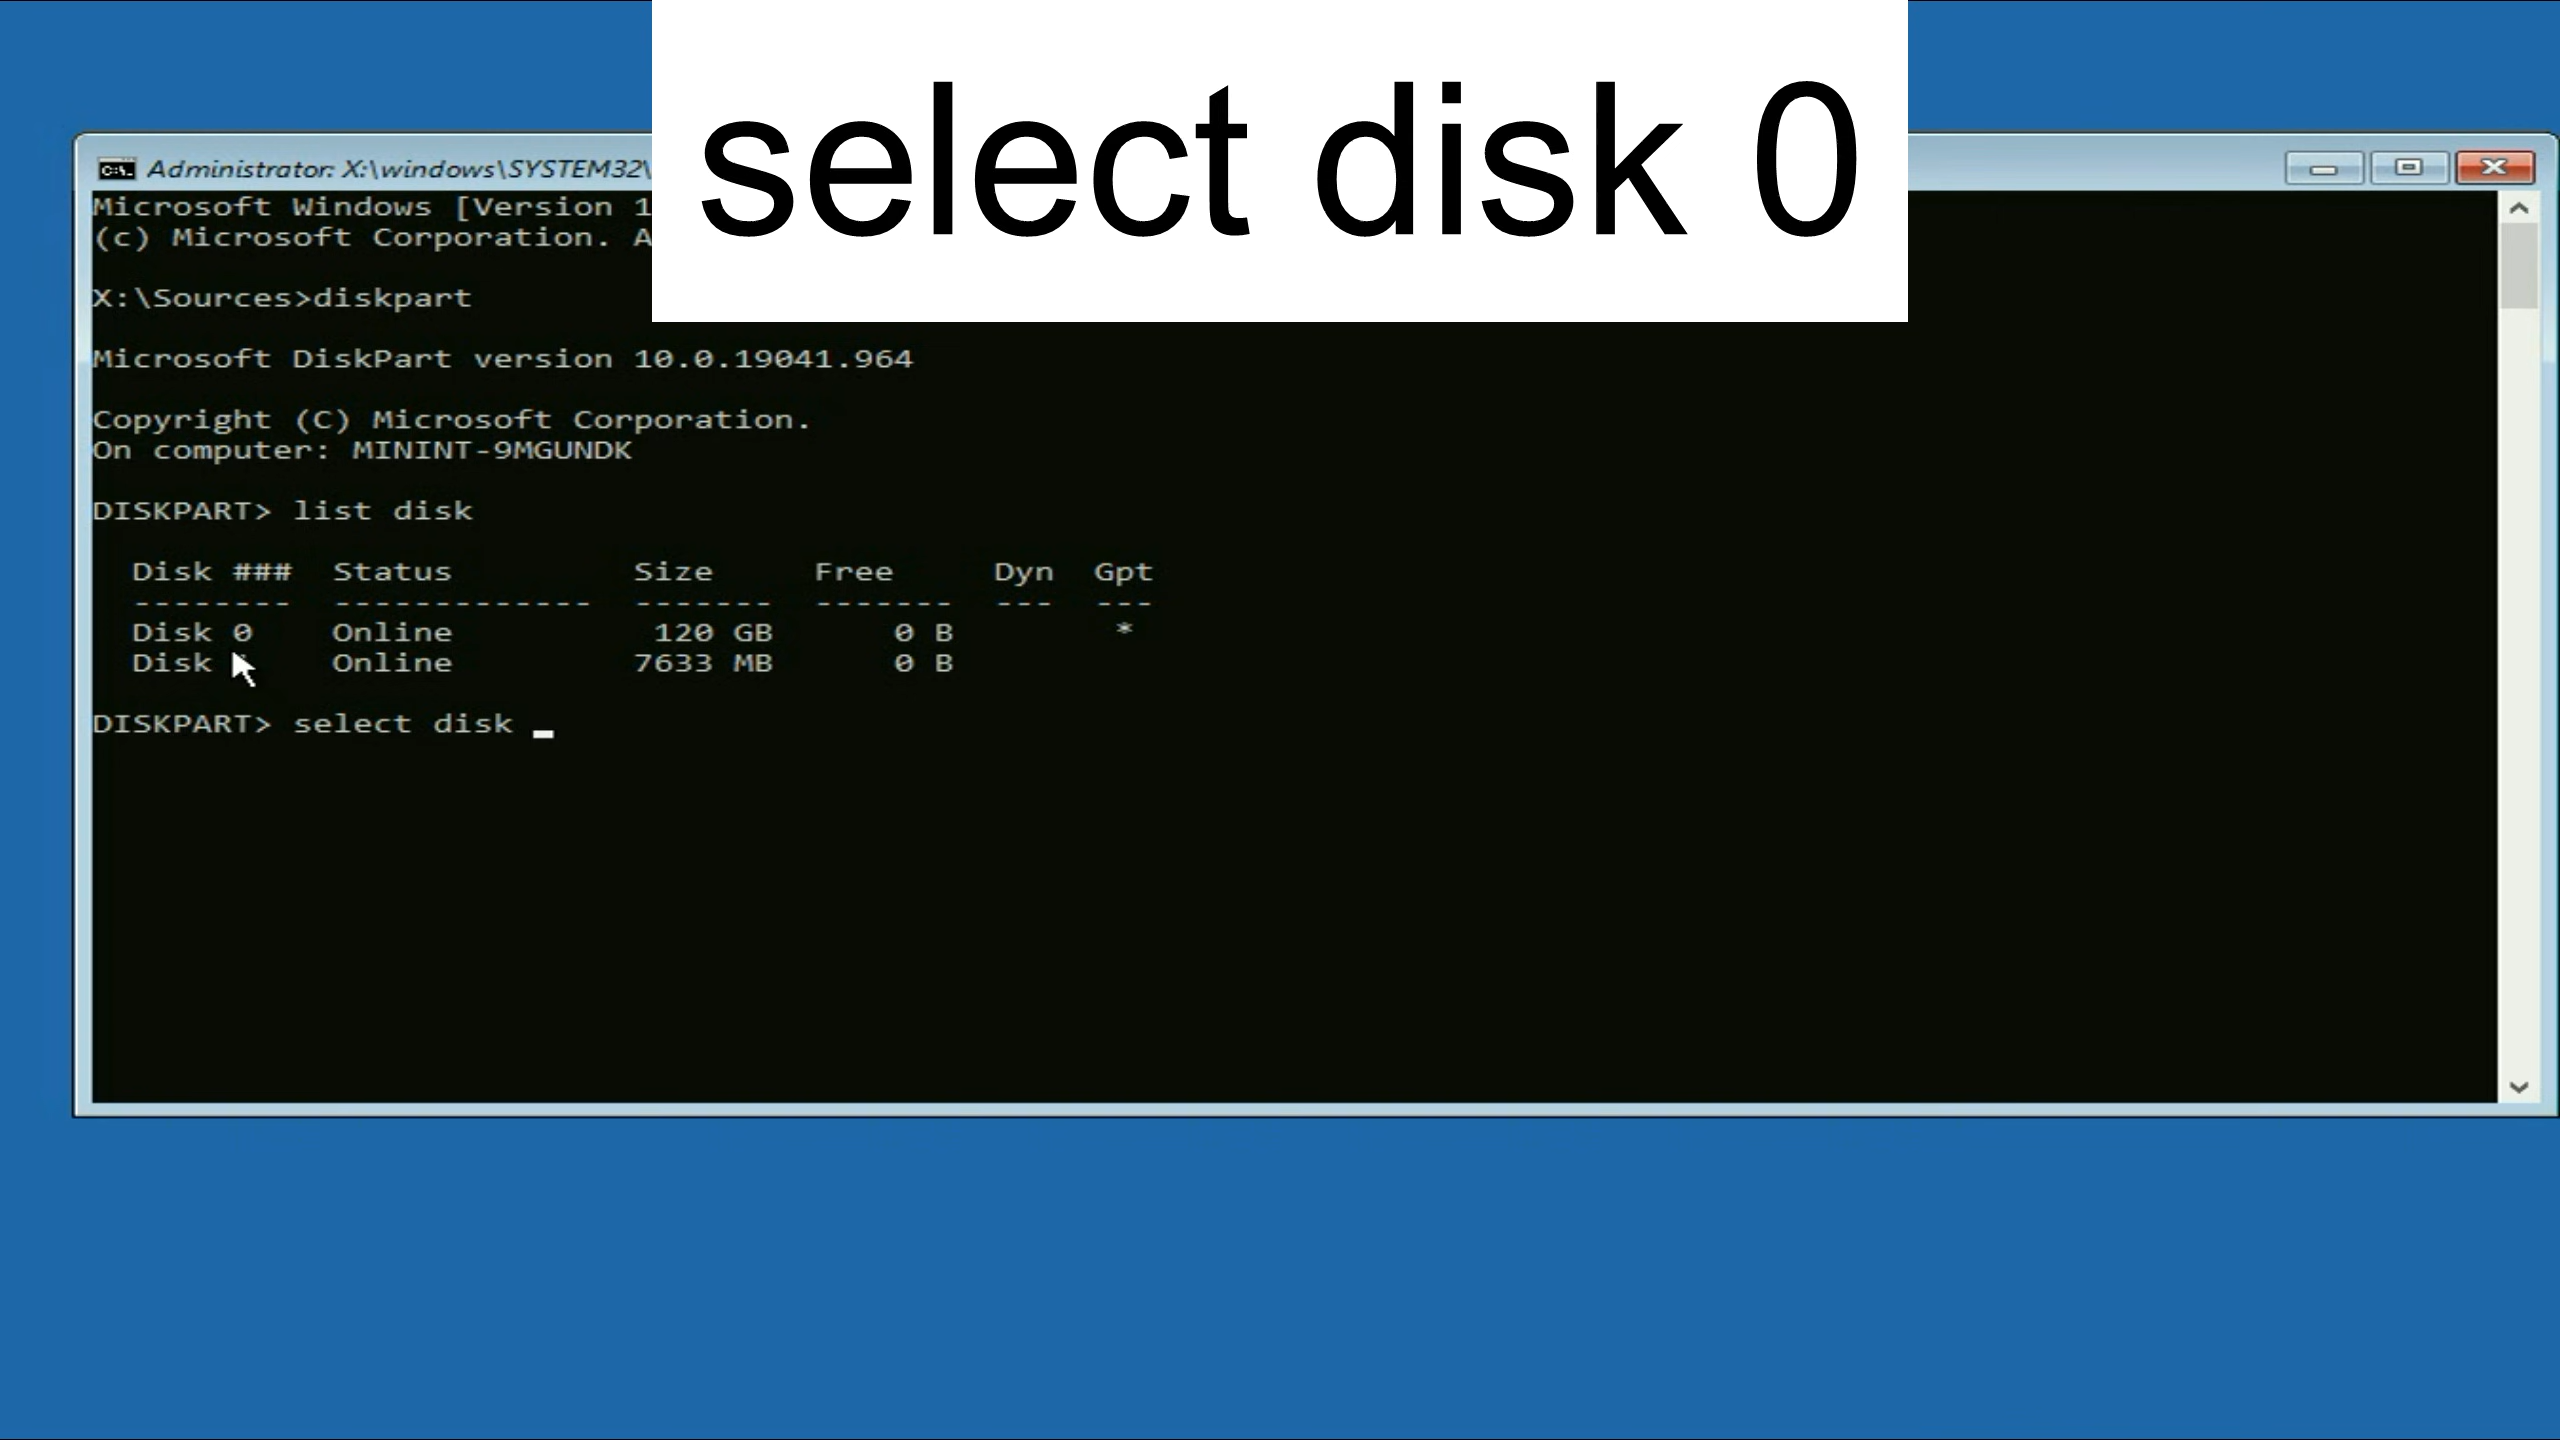 select disk 0
Administrator: X:\windows\SYSTEM32\
Microsoft Windows [Version 1
(c) Microsoft Corporation. A
X:\Sources>diskpart
Microsoft DiskPart version 10.0.19041.964
Copyright (C) Microsoft Corporation.
On computer: MININT-9MGUNDK
DISKPART> list disk
Disk ### Status Size Free Dyn Gpt
-------- ------------- ------- ------- --- ---
Disk 0 Online 120 GB 0 B *
Disk Online 7633 MB 0 B
DISKPART> select disk _